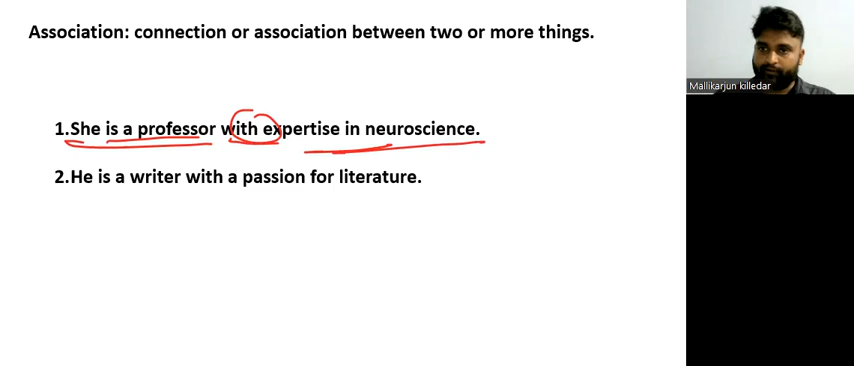 Association: connection or association between two or more things.
Mallikarjun killedar
1.She is a professor with expertise in neuroscience.
2.He is a writer with a passion for literature.